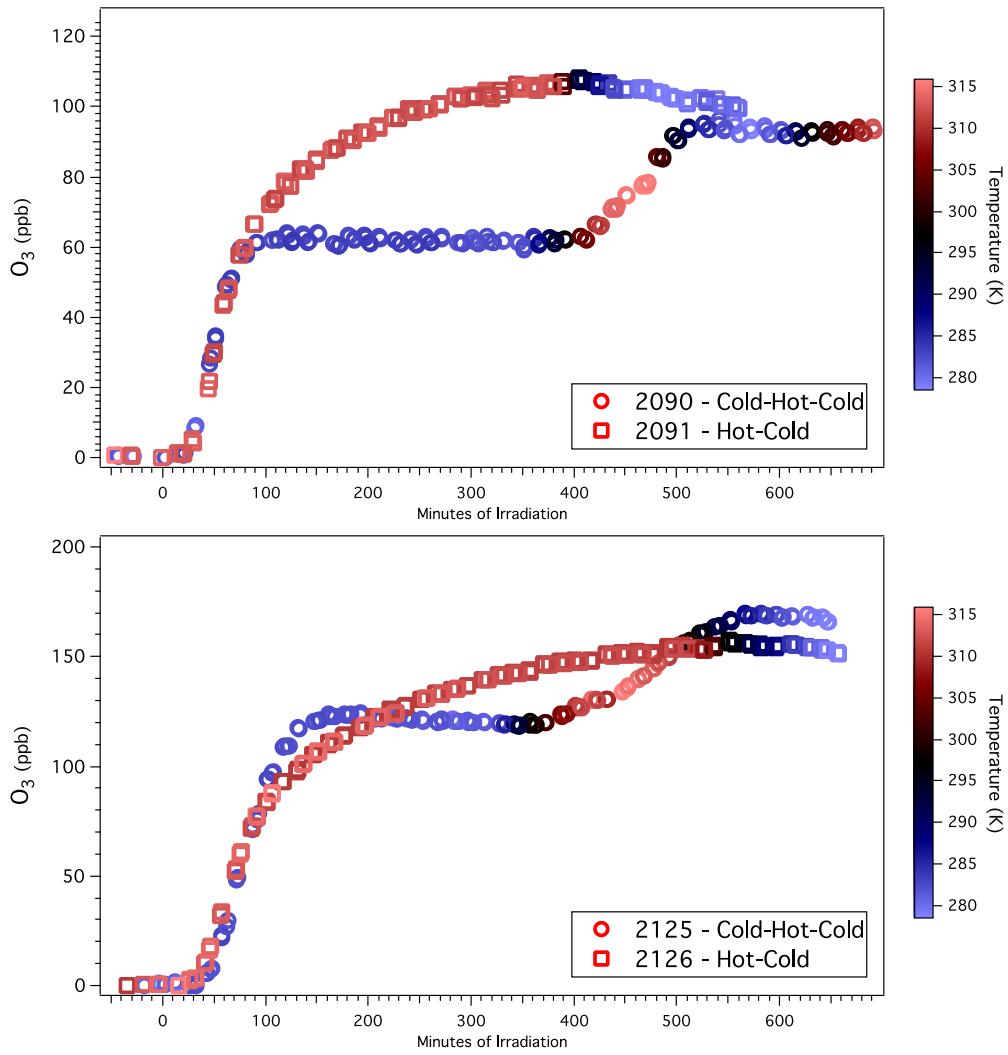 120
100
80
60
40
20
0
O3 (ppb)
0 100 200 300 400 500 600
Minutes of Irradiation
2090 - Cold-Hot-Cold
2091 - Hot-Cold
315
310
305
300
295
290
285
280
Temperature (K)
200
150
100
50
0
O3 (ppb)
0 100 200 300 400 500 600
Minutes of Irradiation
2125 - Cold-Hot-Cold
2126 - Hot-Cold
315
310
305
300
295
290
285
280
Temperature (K)